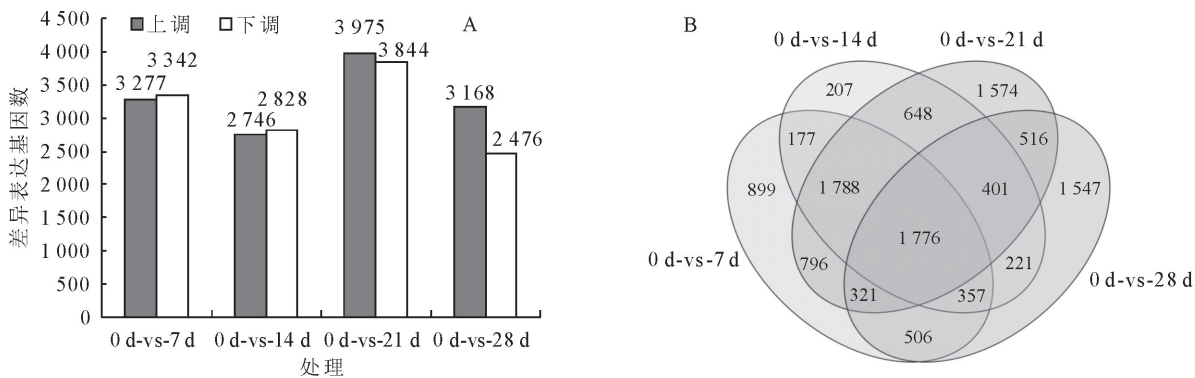 4 500
4 000
3 500
3 000
2 500
2 000
1 500
1 000
500
0
差异表达基因数
上调
下调
A
3 277
3 342
2 746
2 828
3 975
3 844
3 168
2 476
0 d-vs-7 d
0 d-vs-14 d
0 d-vs-21 d
0 d-vs-28 d
处理
B
0 d-vs-14 d
0 d-vs-21 d
207
1 574
648
177
516
899
1 788
401
1 547
1 776
0 d-vs-7 d
796
221
0 d-vs-28 d
321
357
506